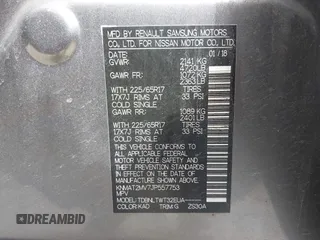 MFD BY RENAULT SAMSUNG MOTORS
CO., LTD. FOR NISSAN MOTOR CO., LTD.
DATE 01/18
GVWR: 2141 KG
4720LB
GAWR FR: 1072 KG
2363LB
WITH 225/65R17 TIRES
17X7J RIMS AT 33 PSI
COLD SINGLE
GAWR RR: 1089 KG
2401LB
WITH 225/65R17 TIRES
17X7J RIMS AT 33 PSI
COLD SINGLE
THIS VEHICLE CONFORMS TO ALL
APPLICABLE FEDERAL MOTOR
VEHICLE SAFETY AND THEFT
PREVENTION STANDARDS IN
EFFECT ON THE DATE OF
MANUFACTURE SHOWN ABOVE.
KNMAT2MV7JP557753
MPV
COLOR: KAD TRIM: G
AUTOBIDMASTER